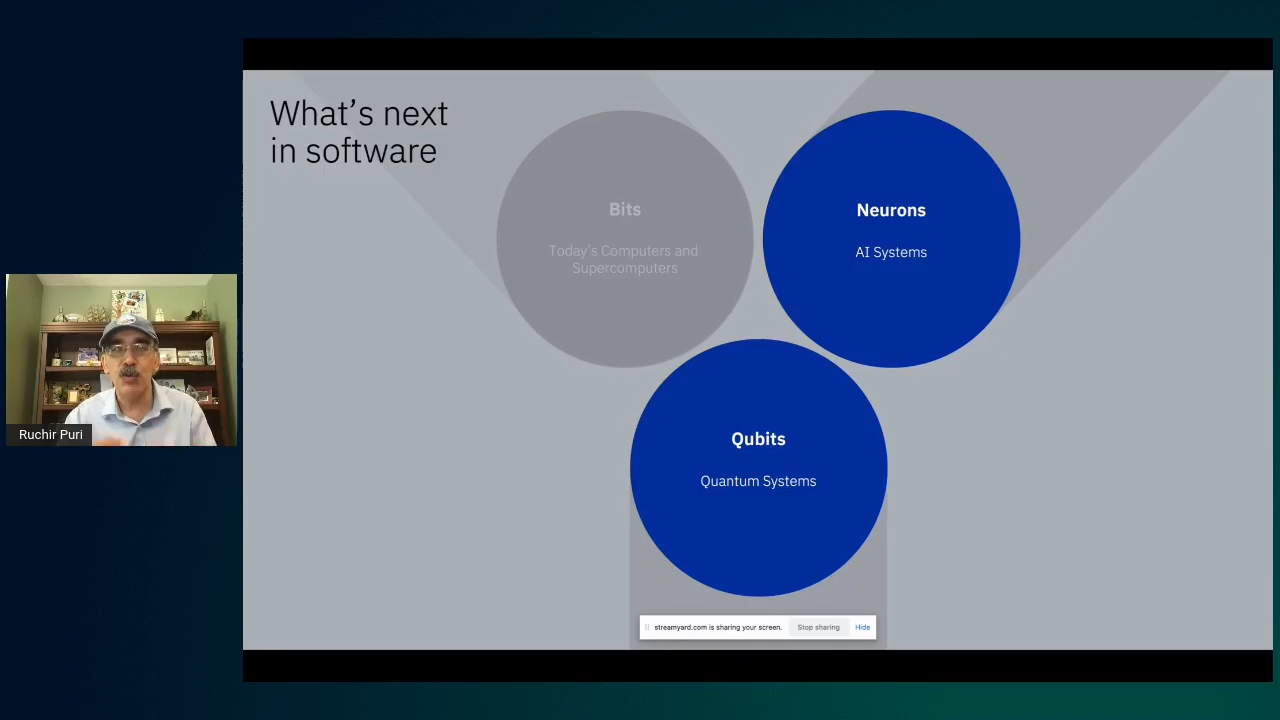 What's next
in software
Bits
Today's Computers and
Supercomputers
Neurons
AI Systems
Qubits
Quantum Systems
Ruchir Puri
streamyard.com is sharing your screen.
Stop sharing
Hide